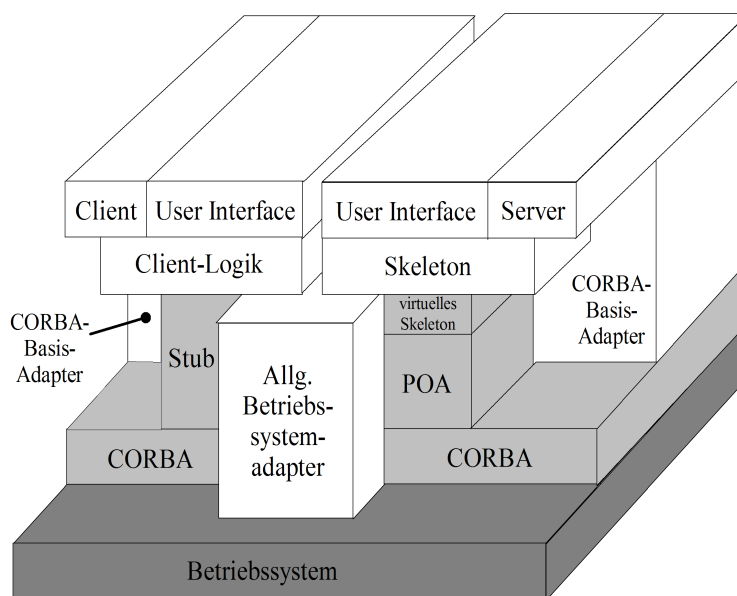 Client
User Interface
User Interface
Server
Client-Logik
Skeleton
CORBA-
Basis-
Adapter
virtuelles
Skeleton
CORBA-
Basis-
Adapter
Stub
Allg.
Betriebs-
system-
adapter
POA
CORBA
CORBA
Betriebssystem